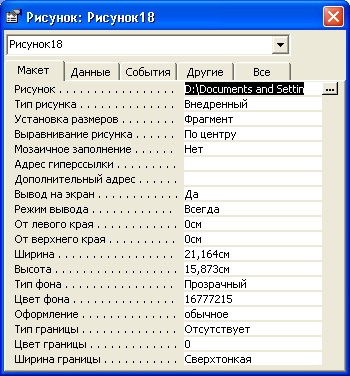 Рисунок: Рисунок18
Рисунок18
Макет Данные События Другие Все
Рисунок . . . . . . . . . . . . . . . . . . D:\Documents and Settin ...
Тип рисунка . . . . . . . . . . . . . . Внедренный
Установка размеров . . . . . . . . Фрагмент
Выравнивание рисунка . . . . . . По центру
Мозаичное заполнение . . . . . . Нет
Адрес гиперссылки . . . . . . . . .
Дополнительный адрес . . . . . .
Вывод на экран . . . . . . . . . . . . Да
Режим вывода . . . . . . . . . . . . . Всегда
От левого края . . . . . . . . . . . . 0см
От верхнего края . . . . . . . . . . 0см
Ширина . . . . . . . . . . . . . . . . . . 21,164см
Высота . . . . . . . . . . . . . . . . . . 15,873см
Тип фона . . . . . . . . . . . . . . . . . Прозрачный
Цвет фона . . . . . . . . . . . . . . . . 16777215
Оформление . . . . . . . . . . . . . . обычное
Тип границы . . . . . . . . . . . . . . Отсутствует
Цвет границы . . . . . . . . . . . . . 0
Ширина границы . . . . . . . . . . . Сверхтонкая